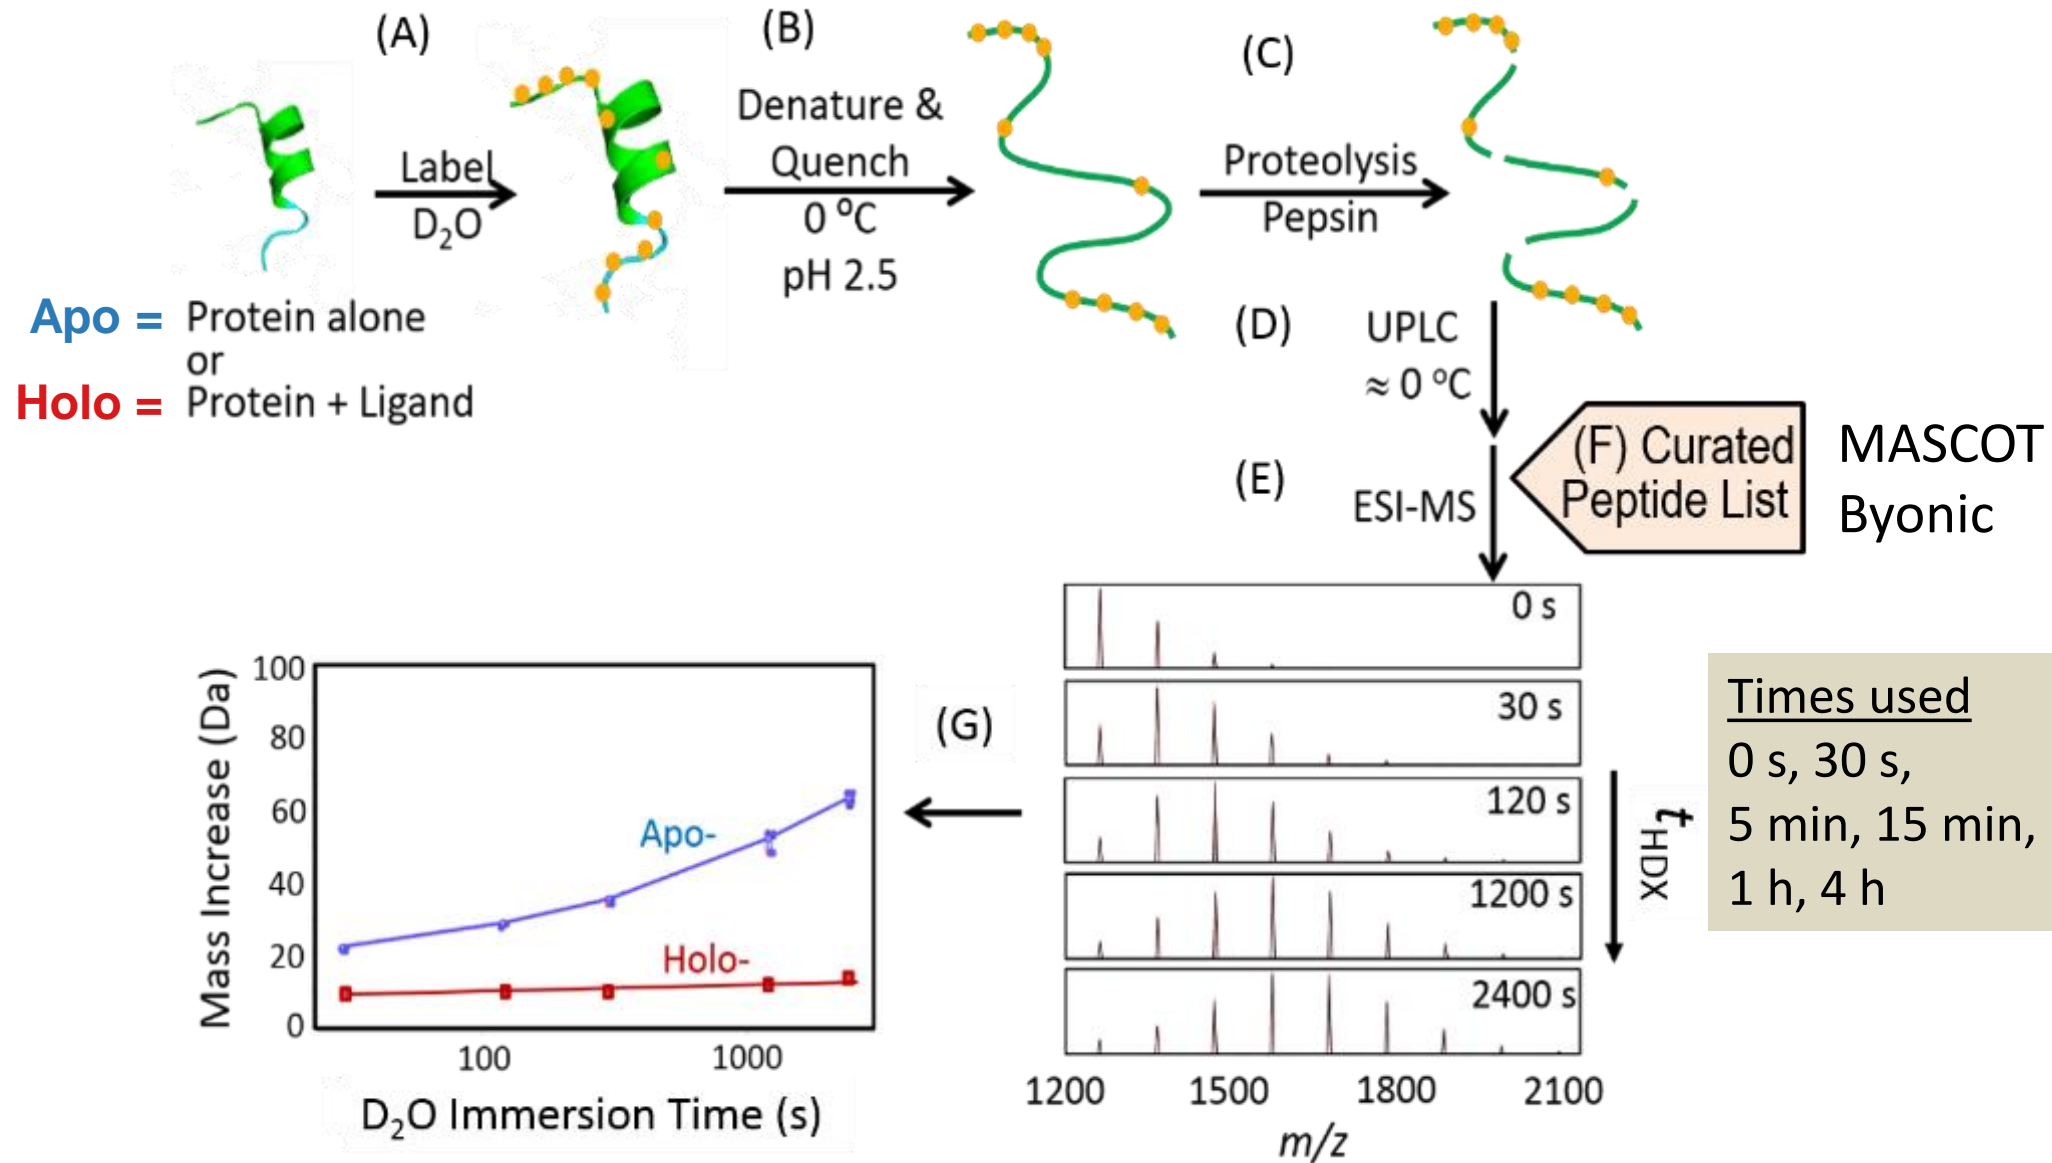 (A)
Label
D₂O
(B)
Denature &
Quench
0 ⁰C
pH 2.5
(C)
Proteolysis
Pepsin
Apo = Protein alone
or
Holo = Protein + Ligand
(D)
UPLC
≈ 0 ⁰C
(E)
ESI-MS
(F) Curated
Peptide List
MASCOT
Byonic
0 s
30 s
120 s
1200 s
2400 s
1200 1500 1800 2100
m/z
tHDX
Times used
0 s, 30 s,
5 min, 15 min,
1 h, 4 h
(G)
Mass Increase (Da)
100
80
60
40
20
0
Apo-
Holo-
100 1000
D₂O Immersion Time (s)